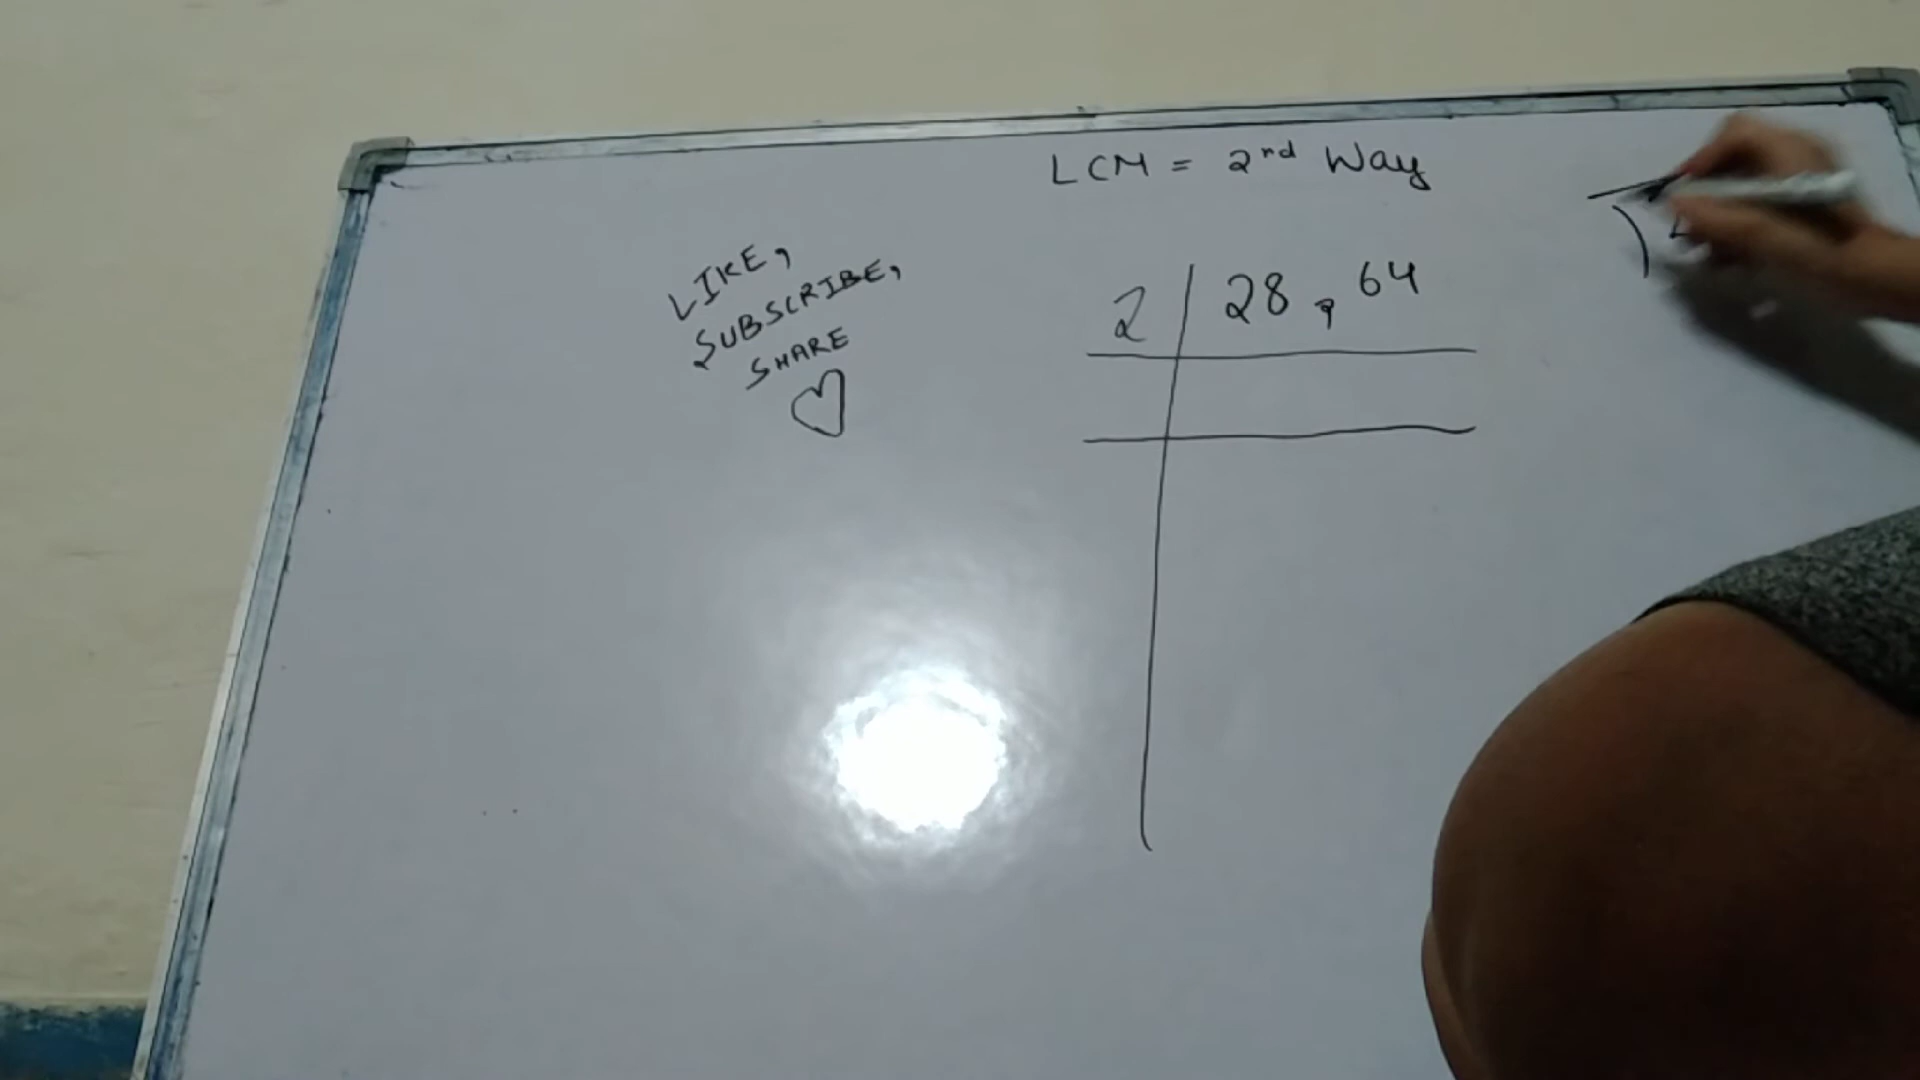 LCM = 2nd Way
LIKE,
SUBSCRIBE,
SHARE
2 28, 64